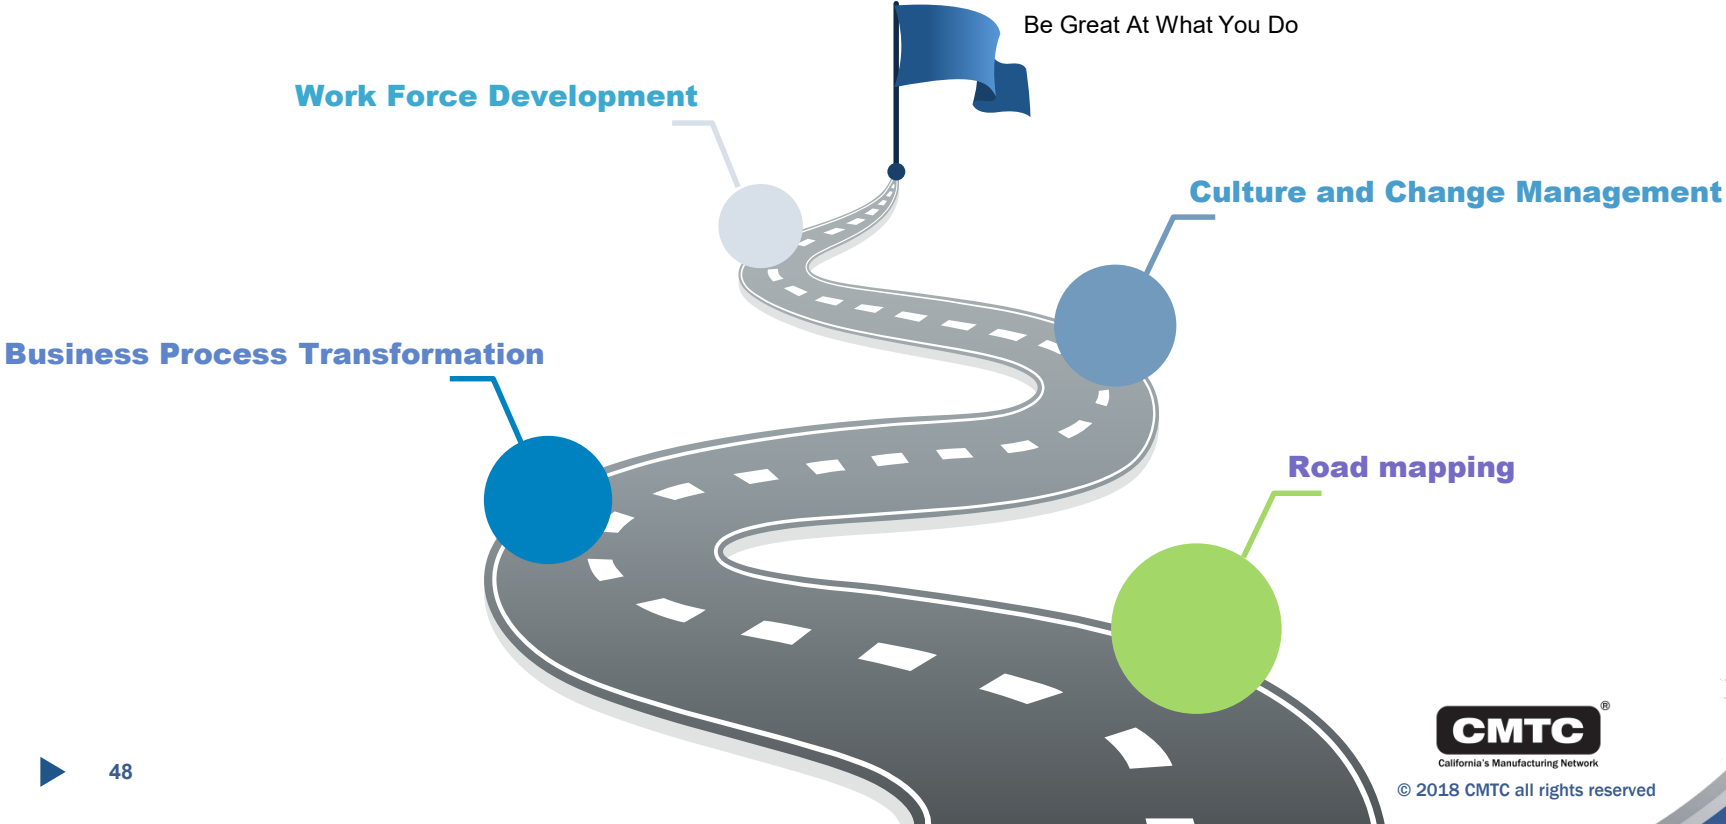 Be Great At What You Do
Work Force Development
Culture and Change Management
Business Process Transformation
Road mapping
CMTC®
California's Manufacturing Network
48
© 2018 CMTC all rights reserved